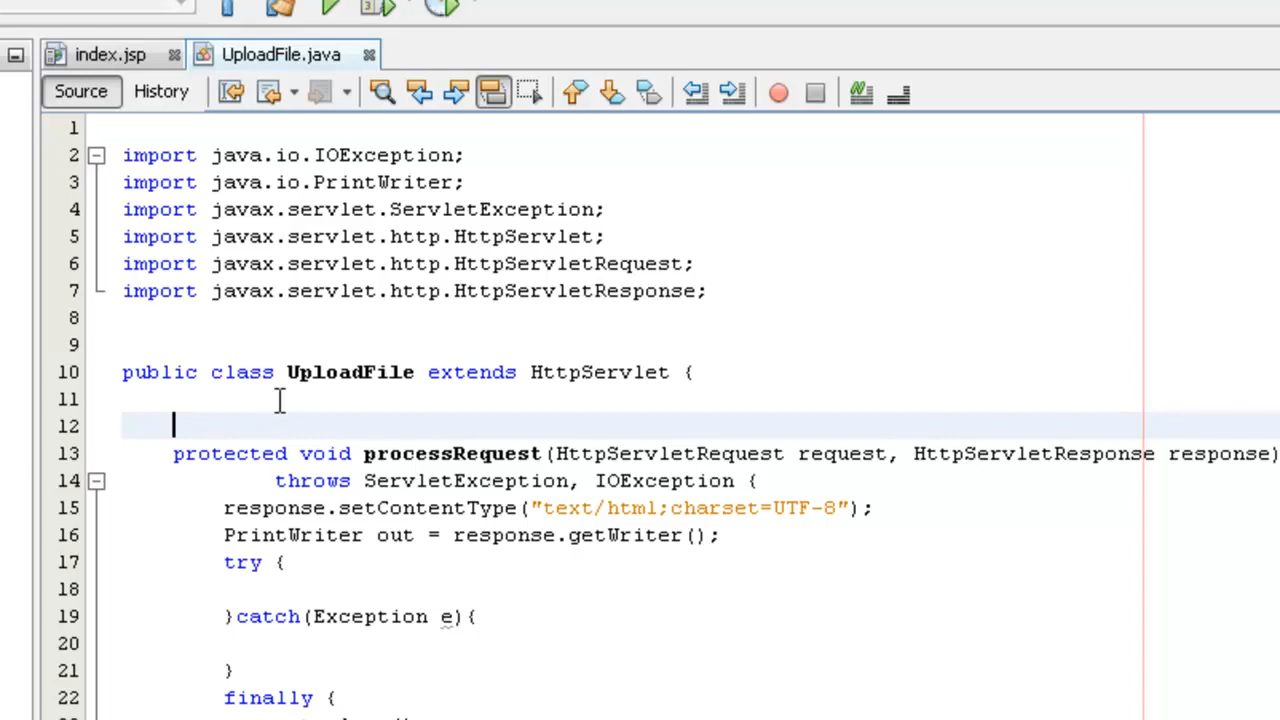 index.jsp UploadFile.java
Source History
1
2 import java.io.IOException;
3 import java.io.PrintWriter;
4 import javax.servlet.ServletException;
5 import javax.servlet.http.HttpServlet;
6 import javax.servlet.http.HttpServletRequest;
7 import javax.servlet.http.HttpServletResponse;
8
9
10 public class UploadFile extends HttpServlet {
11
12
13 protected void processRequest(HttpServletRequest request, HttpServletResponse response)
14 throws ServletException, IOException {
15 response.setContentType("text/html;charset=UTF-8");
16 PrintWriter out = response.getWriter();
17 try {
18
19 }catch(Exception e){
20
21 }
22 finally {